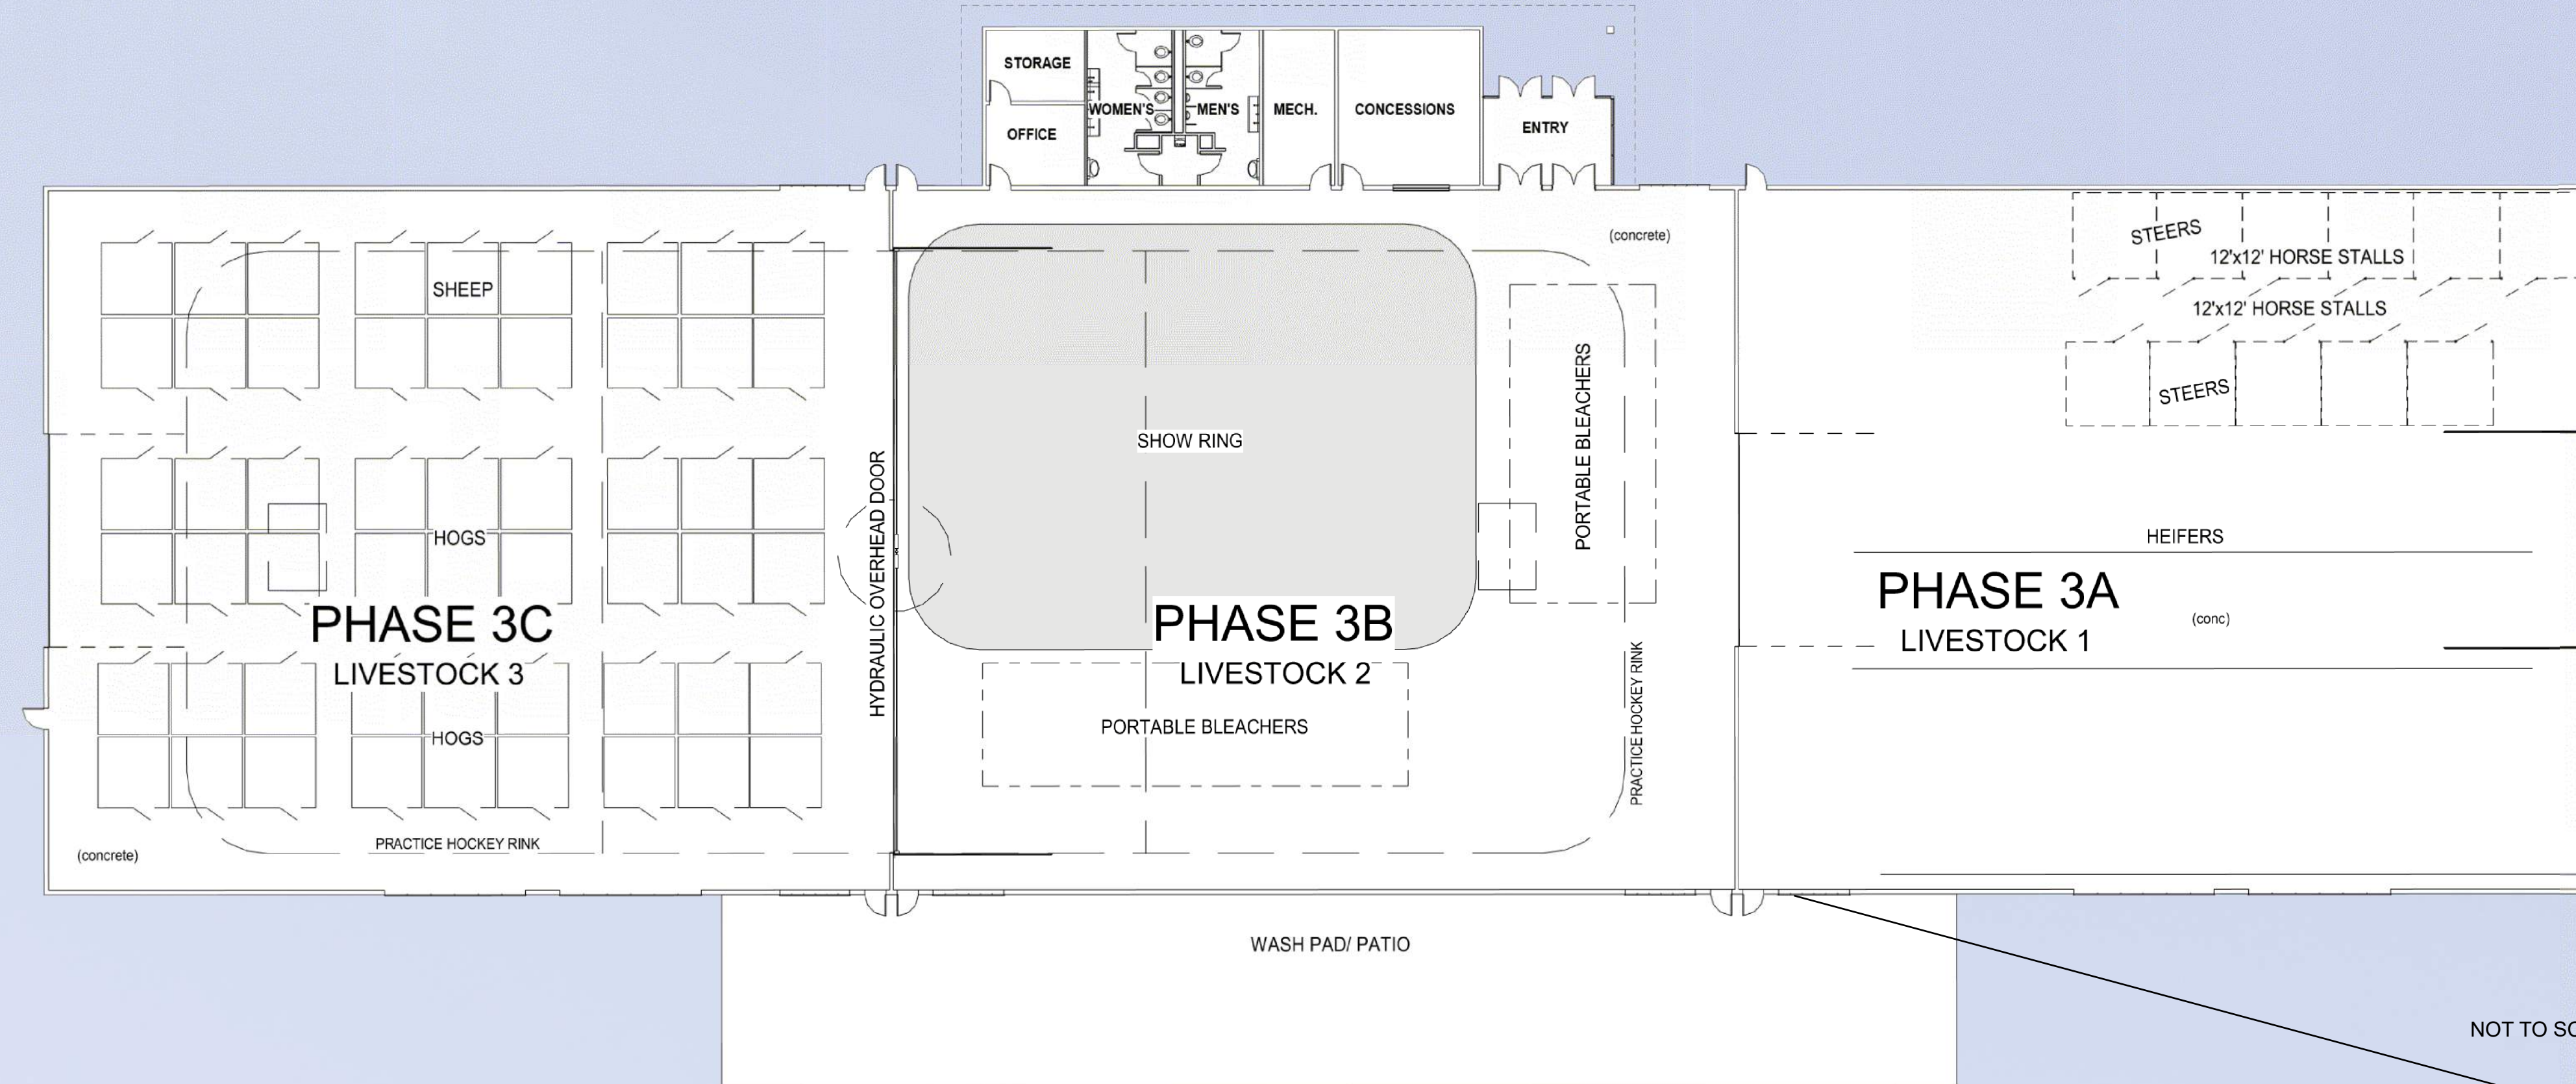 STORAGE
OFFICE
WOMEN'S
MEN'S
MECH.
CONCESSIONS
ENTRY
SHEEP
HOGS
PHASE 3C
LIVESTOCK 3
HOGS
PRACTICE HOCKEY RINK
(concrete)
HYDRAULIC OVERHEAD DOOR
(concrete)
SHOW RING
PORTABLE BLEACHERS
PHASE 3B
LIVESTOCK 2
PORTABLE BLEACHERS
PRACTICE HOCKEY RINK
STEERS
12'x12' HORSE STALLS
12'x12' HORSE STALLS
STEERS
HEIFERS
PHASE 3A
(conc)
LIVESTOCK 1
WASH PAD/ PATIO
NOT TO